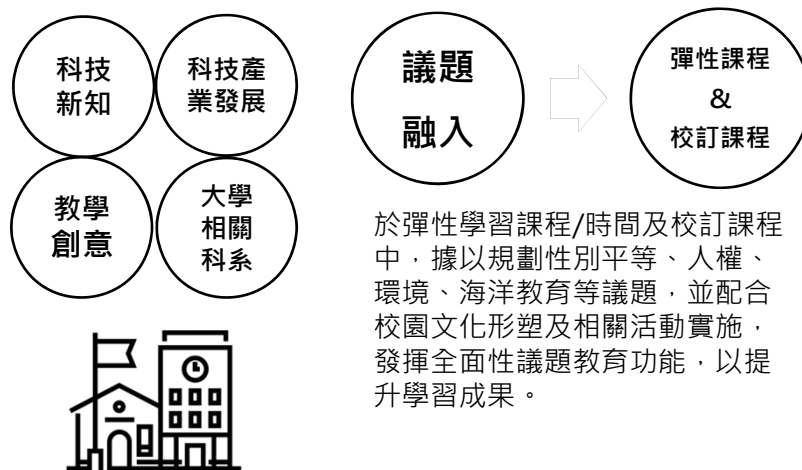 科技
新知
科技產
業發展
教學
創意
大學
相關
科系
議題
融入
彈性課程
&
校訂課程
於彈性學習課程/時間及校訂課程
中，據以規劃性別平等、人權、
環境、海洋教育等議題，並配合
校園文化形塑及相關活動實施，
發揮全面性議題教育功能，以提
升學習成果。